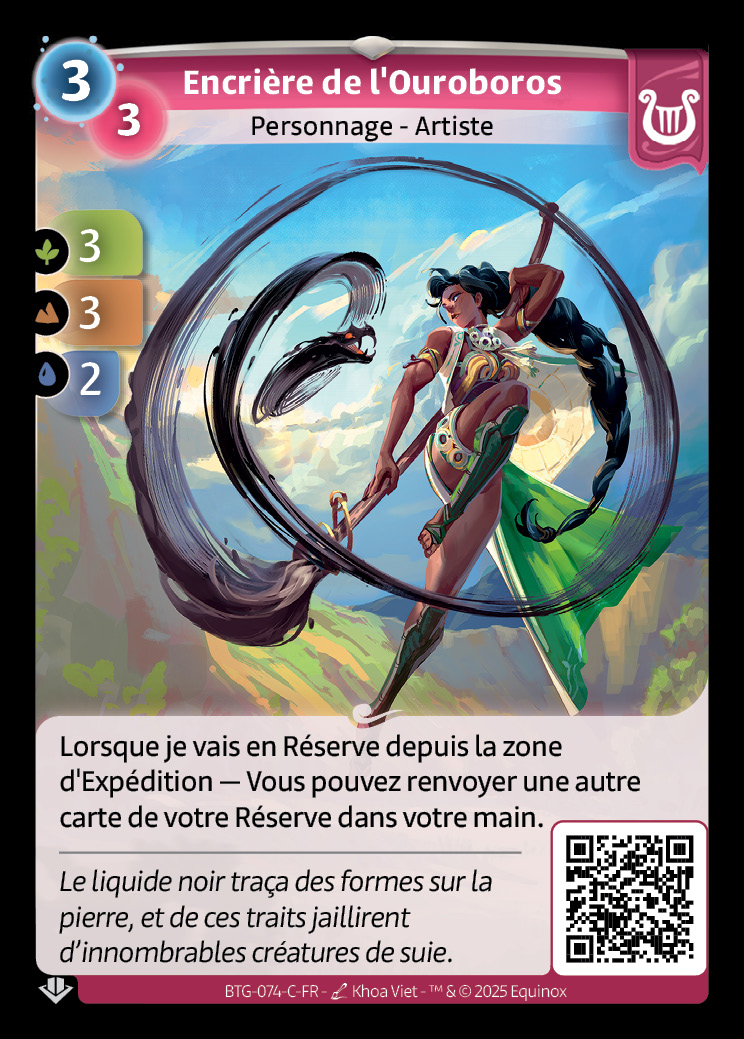 3
Encrière de l'Ouroboros
3
Personnage - Artiste
3
3
2
Lorsque je vais en Réserve depuis la zone
d'Expédition — Vous pouvez renvoyer une autre
carte de votre Réserve dans votre main.
Le liquide noir traça des formes sur la
pierre, et de ces traits jaillirent
d’innombrables créatures de suie.
BTG-074-C-FR - Khoa Viet - ™ & © 2025 Equinox